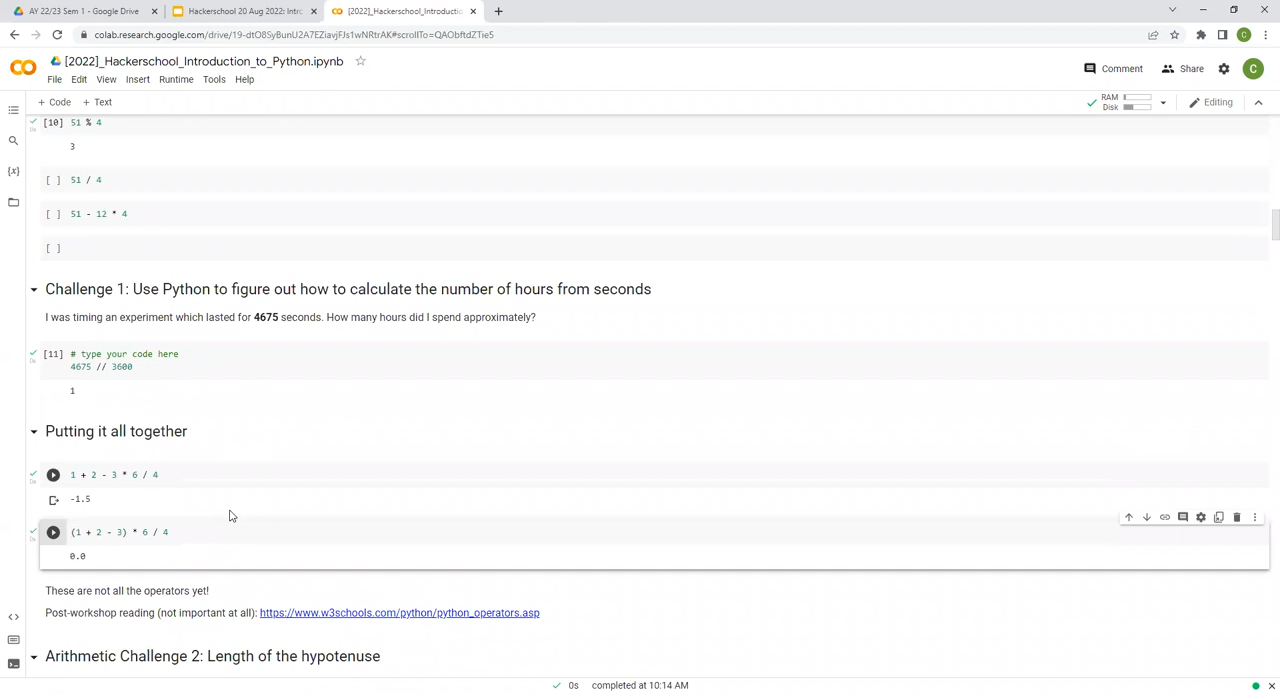 AY 22/23 Sem 1 - Google Drive
Hackerschool 20 Aug 2022: Intro
[2022]_Hackerschool_Introductio
colab.research.google.com/drive/19-dtO8SyBunU2A7EZiavjFJs1wNRtrAK#scrollTo=QAObftdZTie5
[2022]_Hackerschool_Introduction_to_Python.ipynb
File Edit View Insert Runtime Tools Help
Comment Share
C
+ Code + Text
RAM
Disk
Editing
[10] 51 % 4
3
[ ] 51 / 4
[ ] 51 - 12 * 4
[ ]
Challenge 1: Use Python to figure out how to calculate the number of hours from seconds
I was timing an experiment which lasted for 4675 seconds. How many hours did I spend approximately?
[11] # type your code here
4675 // 3600
1
Putting it all together
1 + 2 - 3 * 6 / 4
-1.5
(1 + 2 - 3) * 6 / 4
0.0
These are not all the operators yet!
Post-workshop reading (not important at all): https://www.w3schools.com/python/python_operators.asp
Arithmetic Challenge 2: Length of the hypotenuse
0s completed at 10:14 AM